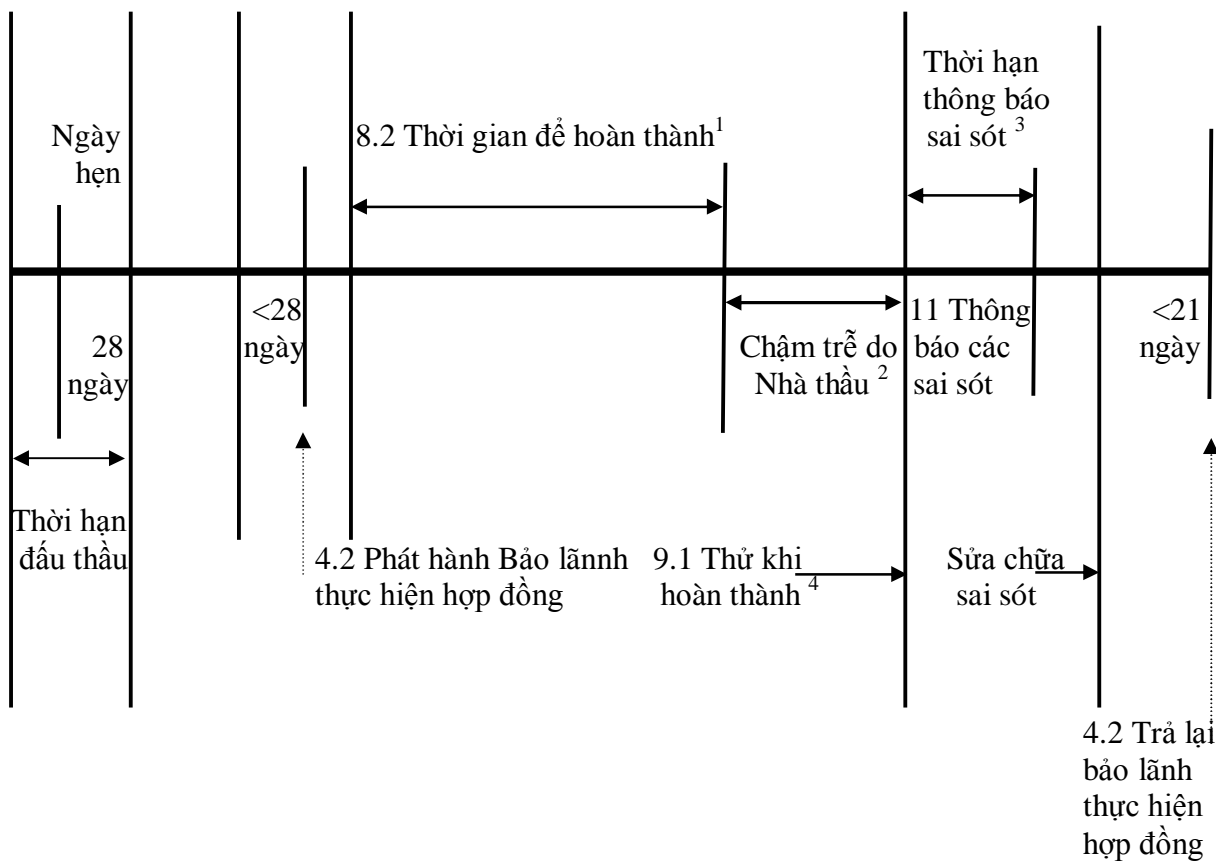 Ngày
hẹn
8.2 Thời gian để hoàn thành1
Thời hạn
thông báo
sai sót 3
28
ngày
<28
ngày
Chậm trễ do
Nhà thầu 2
11 Thông
báo các
sai sót
<21
ngày
Thời hạn
đấu thầu
4.2 Phát hành Bảo lãnnh
thực hiện hợp đồng
9.1 Thử khi
hoàn thành 4
Sửa chữa
sai sót
4.2 Trả lại
bảo lãnh
thực hiện
hợp đồng